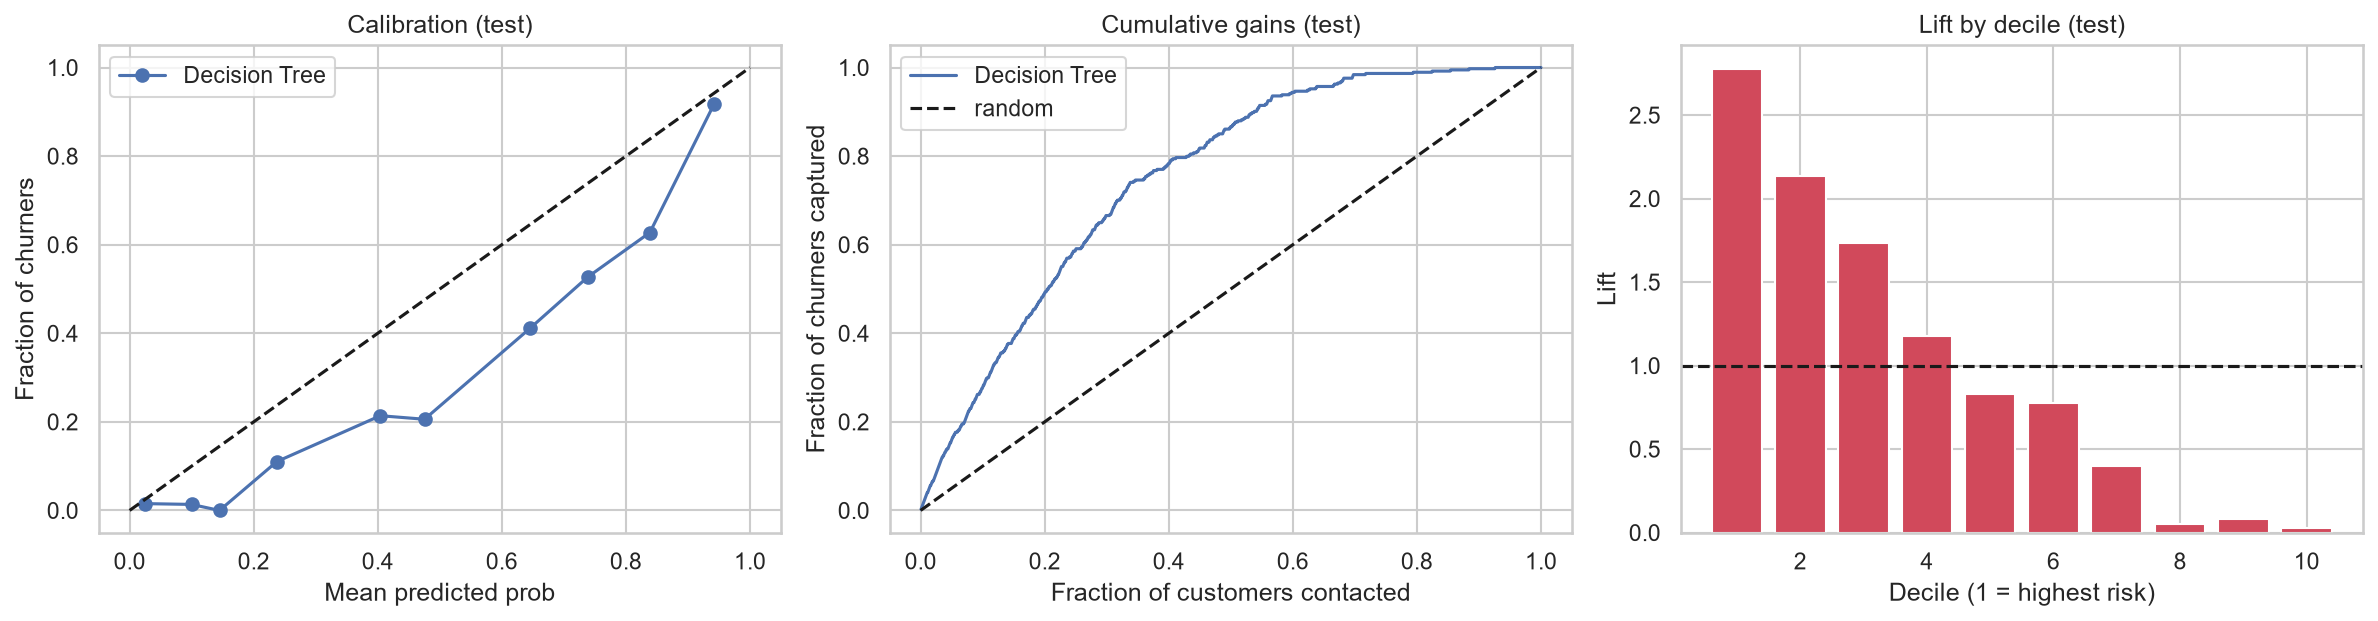 Calibration (test)
Decision Tree
Fraction of churners
1.0
0.8
0.6
0.4
0.2
0.0
0.0 0.2 0.4 0.6 0.8 1.0
Mean predicted prob
Cumulative gains (test)
Decision Tree
random
Fraction of churners captured
1.0
0.8
0.6
0.4
0.2
0.0
0.0 0.2 0.4 0.6 0.8 1.0
Fraction of customers contacted
Lift by decile (test)
Lift
2.5
2.0
1.5
1.0
0.5
0.0
2 4 6 8 10
Decile (1 = highest risk)